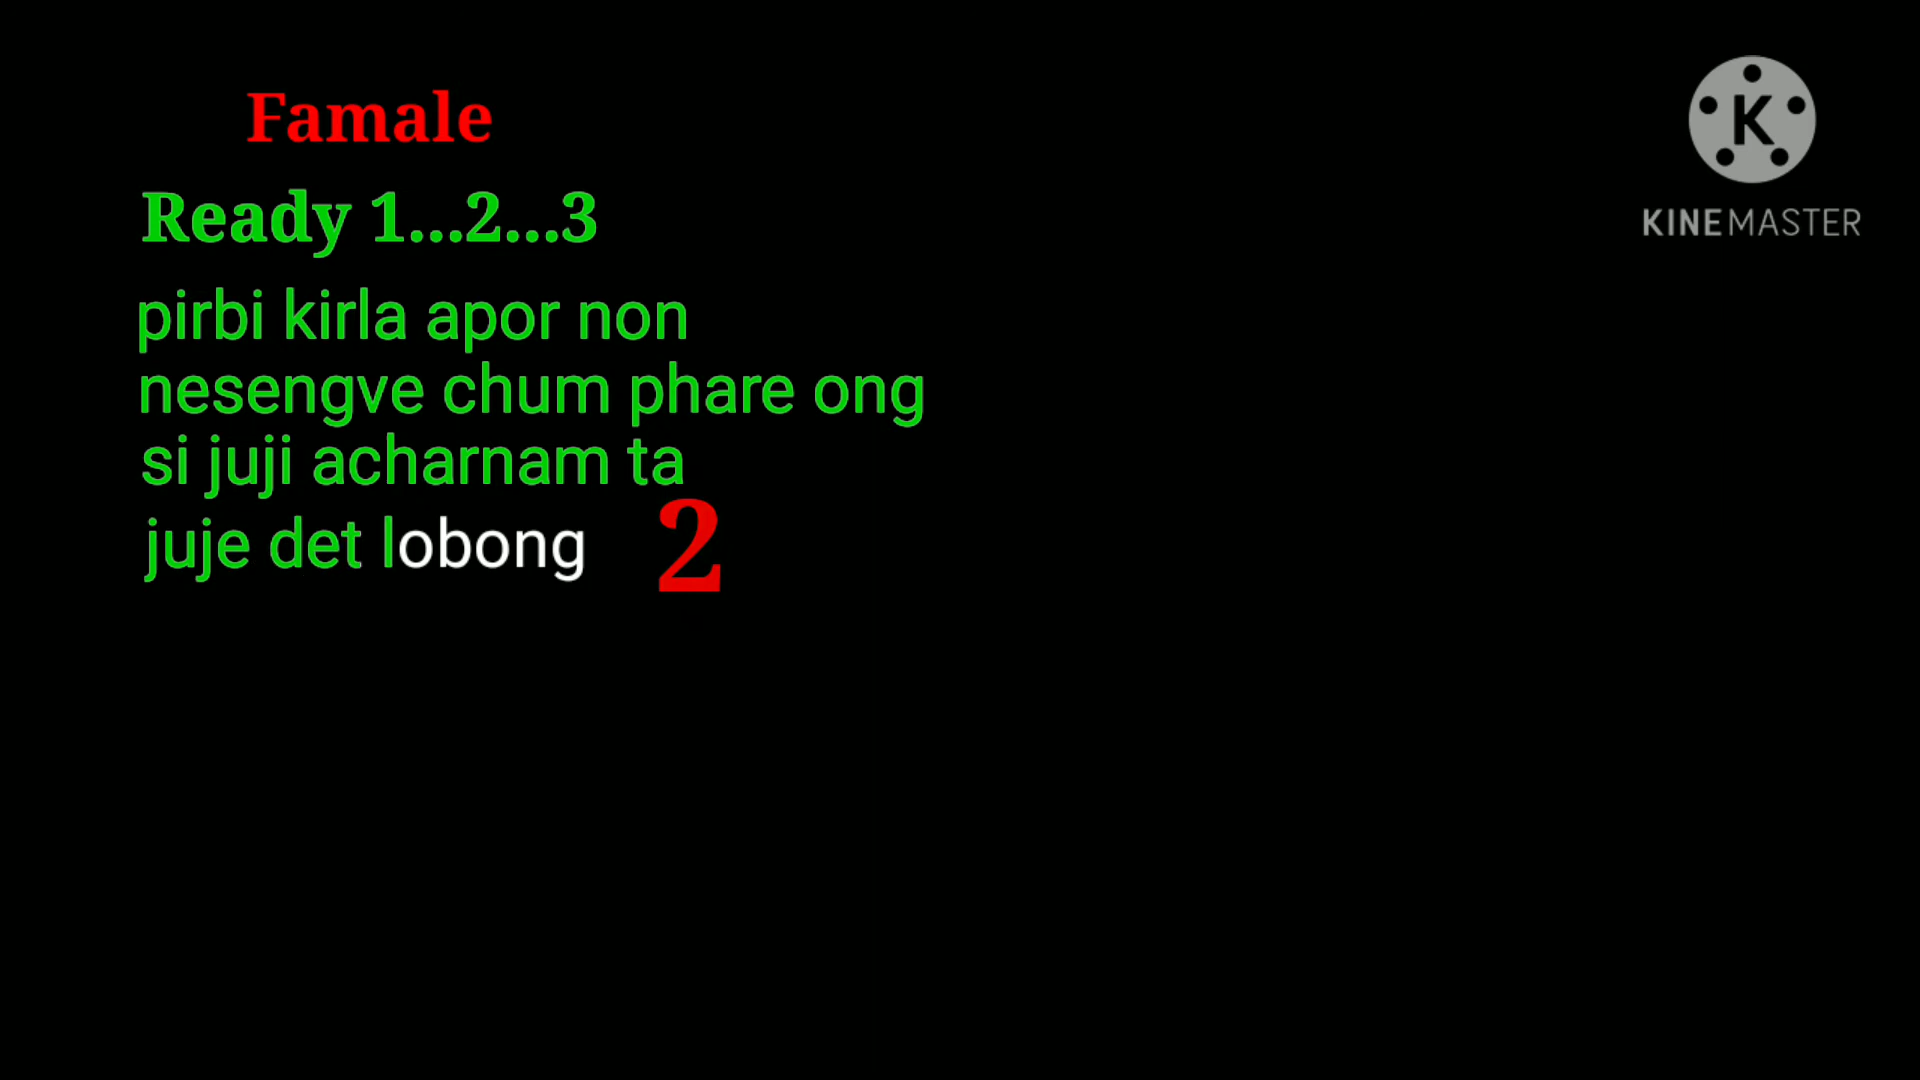 Famale
Ready 1...2...3
pirbi kirla apor non
nesengve chum phare ong
si juji acharnam ta
juje det lobong 2
K
KINEMASTER